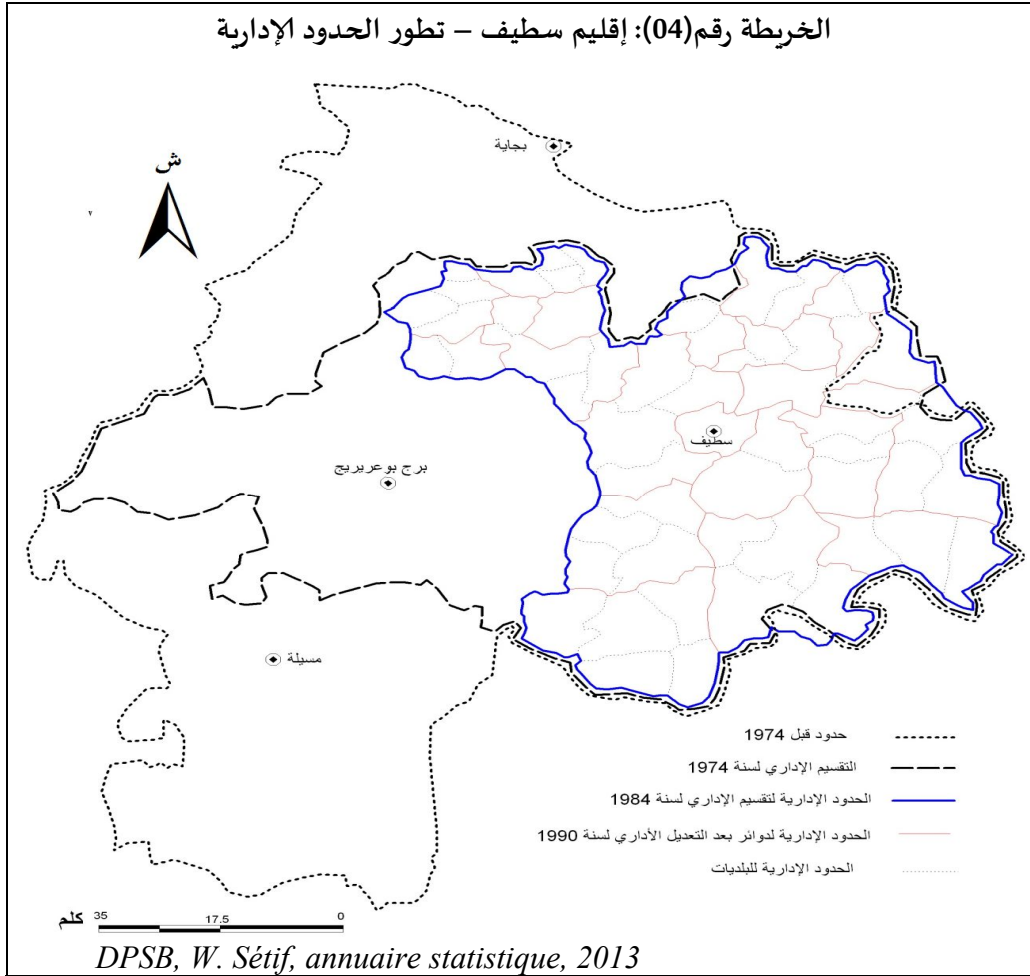 الخريطة رقم(04): إقليم سطيف – تطور الحدود الإدارية
بجاية
ش
سطيف
برج بوعريريج
مسيلة
حدود قبل 1974
التقسيم الإداري لسنة 1974
الحدود الإدارية لتقسيم الإداري لسنة 1984
الحدود الإدارية لدوائر بعد التعديل الأداري لسنة 1990
الحدود الإدارية للبلديات
كلم 35 17.5 0
DPSB, W. Sétif, annuaire statistique, 2013